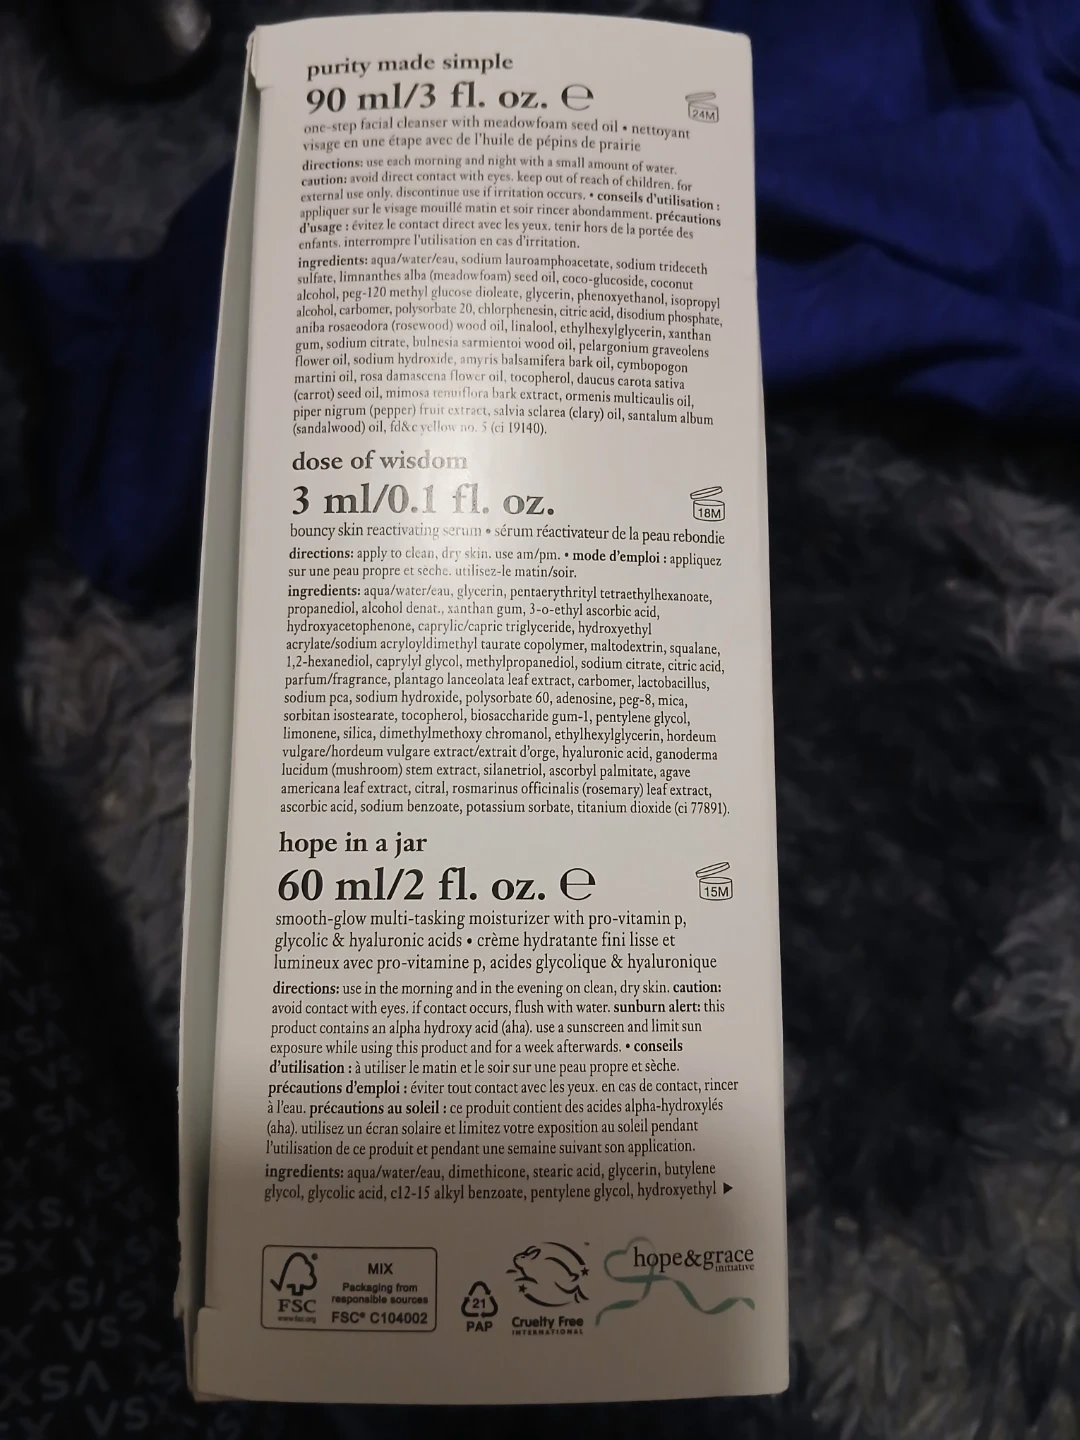 purity made simple
90 ml/3 fl. oz. ℮
24M
one-step facial cleanser with meadowfoam seed oil • nettoyant
visage en une étape avec de l'huile de pépins de prairie
directions: use each morning and night with a small amount of water.
caution: avoid direct contact with eyes. keep out of reach of children. for
external use only. discontinue use if irritation occurs. • conseils d'utilisation :
appliquer sur le visage mouillé matin et soir rincer abondamment. précautions
d'usage : évitez le contact direct avec les yeux. tenir hors de la portée des
enfants. interrompre l'utilisation en cas d'irritation.
ingredients: aqua/water/eau, sodium lauroamphoacetate, sodium trideceth
sulfate, limnanthes alba (meadowfoam) seed oil, coco-glucoside, coconut
alcohol, peg-120 methyl glucose dioleate, glycerin, phenoxyethanol, isopropyl
alcohol, carbomer, polysorbate 20, chlorphenesin, citric acid, disodium phosphate,
aniba rosaeodora (rosewood) wood oil, linalool, ethylhexylglycerin, xanthan
gum, sodium citrate, bulnesia sarmientoi wood oil, pelargonium graveolens
flower oil, sodium hydroxide, amyris balsamifera bark oil, cymbopogon
martini oil, rosa damascena flower oil, tocopherol, daucus carota sativa
(carrot) seed oil, mimosa tenuiflora bark extract, ormenis multicaulis oil,
piper nigrum (pepper) fruit extract, salvia sclarea (clary) oil, santalum album
(sandalwood) oil, fd&c yellow no. 5 (ci 19140).
dose of wisdom
3 ml/0.1 fl. oz.
18M
bouncy skin reactivating serum • sérum réactivateur de la peau rebondie
directions: apply to clean, dry skin. use am/pm. • mode d'emploi : appliquez
sur une peau propre et sèche. utilisez-le matin/soir.
ingredients: aqua/water/eau, glycerin, pentaerythrityl tetraethylhexanoate,
propanediol, alcohol denat., xanthan gum, 3-o-ethyl ascorbic acid,
hydroxyacetophenone, caprylic/capric triglyceride, hydroxyethyl
acrylate/sodium acryloyldimethyl taurate copolymer, maltodextrin, squalane,
1,2-hexanediol, caprylyl glycol, methylpropanediol, sodium citrate, citric acid,
parfum/fragrance, plantago lanceolata leaf extract, carbomer, lactobacillus,
sodium pca, sodium hydroxide, polysorbate 60, adenosine, peg-8, mica,
sorbitan isostearate, tocopherol, biosaccharide gum-1, pentylene glycol,
limonene, silica, dimethylmethoxy chromanol, ethylhexylglycerin, hordeum
vulgare/hordeum vulgare extract/extrait d'orge, hyaluronic acid, ganoderma
lucidum (mushroom) stem extract, silanetriol, ascorbyl palmitate, agave
americana leaf extract, citral, rosmarinus officinalis (rosemary) leaf extract,
ascorbic acid, sodium benzoate, potassium sorbate, titanium dioxide (ci 77891).
hope in a jar
60 ml/2 fl. oz. ℮
15M
smooth-glow multi-tasking moisturizer with pro-vitamin p,
glycolic & hyaluronic acids • crème hydratante fini lisse et
lumineux avec pro-vitamine p, acides glycolique & hyaluronique
directions: use in the morning and in the evening on clean, dry skin. caution:
avoid contact with eyes. if contact occurs, flush with water. sunburn alert: this
product contains an alpha hydroxy acid (aha). use a sunscreen and limit sun
exposure while using this product and for a week afterwards. • conseils
d'utilisation : à utiliser le matin et le soir sur une peau propre et sèche.
précautions d'emploi : éviter tout contact avec les yeux. en cas de contact, rincer
à l'eau. précautions au soleil : ce produit contient des acides alpha-hydroxylés
(aha). utilisez un écran solaire et limitez votre exposition au soleil pendant
l'utilisation de ce produit et pendant une semaine suivant son application.
ingredients: aqua/water/eau, dimethicone, stearic acid, glycerin, butylene
glycol, glycolic acid, c12-15 alkyl benzoate, pentylene glycol, hydroxyethyl ►
FSC
www.fsc.org
MIX
Packaging from
responsible sources
FSC® C104002
21
PAP
Cruelty Free
INTERNATIONAL
hope&grace
initiative